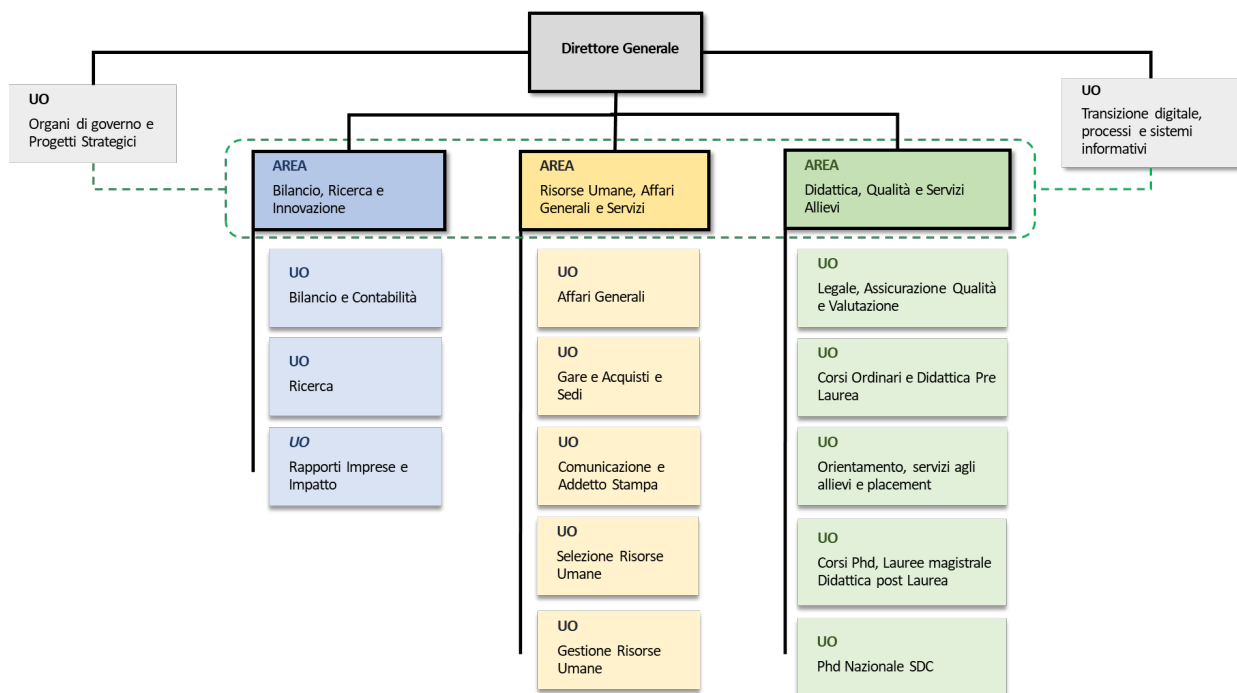 Direttore Generale
UO
Organi di governo e
Progetti Strategici
UO
Transizione digitale,
processi e sistemi
informativi
AREA
Bilancio, Ricerca e
Innovazione
UO
Bilancio e Contabilità
UO
Ricerca
UO
Rapporti Imprese e
Impatto
AREA
Risorse Umane, Affari
Generali e Servizi
UO
Affari Generali
UO
Gare e Acquisti e
Sedi
UO
Comunicazione e
Addetto Stampa
UO
Selezione Risorse
Umane
UO
Gestione Risorse
Umane
AREA
Didattica, Qualità e Servizi
Allievi
UO
Legale, Assicurazione Qualità
e Valutazione
UO
Corsi Ordinari e Didattica Pre
Laurea
UO
Orientamento, servizi agli
allievi e placement
UO
Corsi Phd, Lauree magistrale
Didattica post Laurea
UO
Phd Nazionale SDC